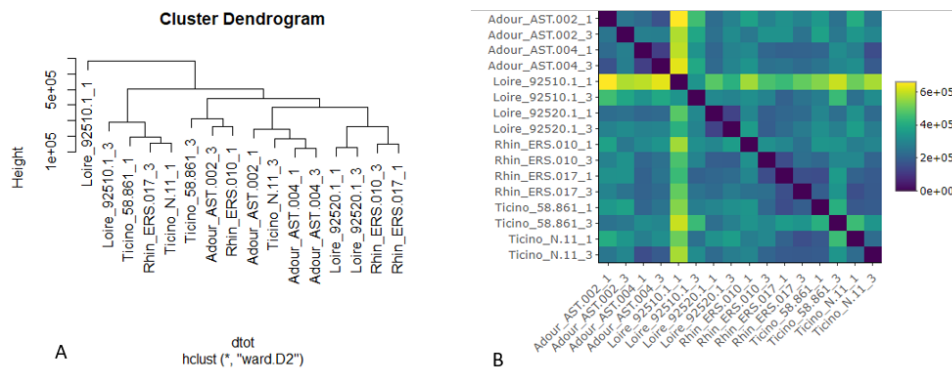 Cluster Dendrogram
Height
1e+05
5e+05
Loire_92510.1_1
Loire_92510.1_3
Ticino_58.861_1
Rhin_ERS.017_3
Ticino_N.11_1
Ticino_58.861_3
Adour_AST.002_3
Rhin_ERS.010_1
Adour_AST.002_1
Ticino_N.11_3
Adour_AST.004_1
Adour_AST.004_3
Loire_92520.1_1
Loire_92520.1_3
Rhin_ERS.010_3
Rhin_ERS.017_1
A
dtot
hclust (*, "ward.D2")
Adour_AST.002_1
Adour_AST.002_3
Adour_AST.004_1
Adour_AST.004_3
Loire_92510.1_1
Loire_92510.1_3
Loire_92520.1_1
Loire_92520.1_3
Rhin_ERS.010_1
Rhin_ERS.010_3
Rhin_ERS.017_1
Rhin_ERS.017_3
Ticino_58.861_1
Ticino_58.861_3
Ticino_N.11_1
Ticino_N.11_3
Adour_AST.002_1
Adour_AST.002_3
Adour_AST.004_1
Adour_AST.004_3
Loire_92510.1_1
Loire_92510.1_3
Loire_92520.1_1
Loire_92520.1_3
Rhin_ERS.010_1
Rhin_ERS.010_3
Rhin_ERS.017_1
Rhin_ERS.017_3
Ticino_58.861_1
Ticino_58.861_3
Ticino_N.11_1
Ticino_N.11_3
6e+05
4e+05
2e+05
0e+00
B